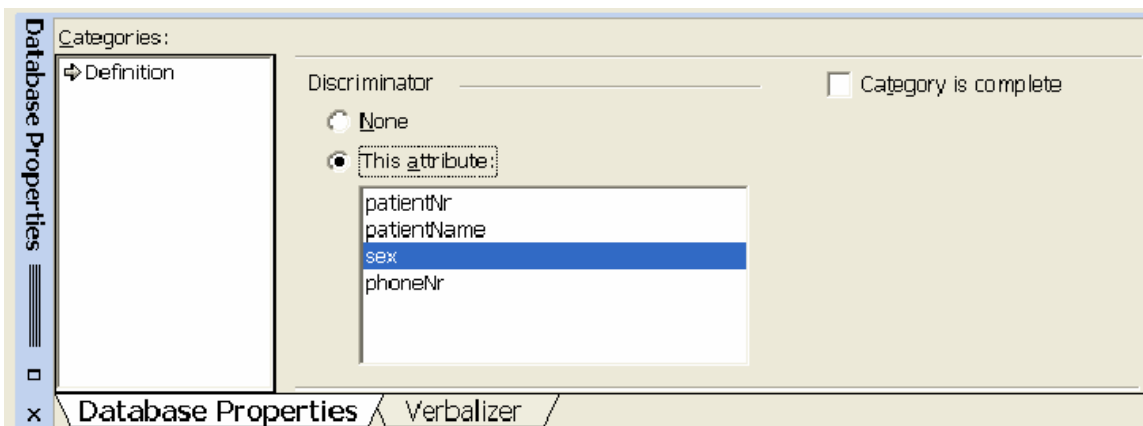 Database Properties
Categories:
Definition
Discriminator
None
This attribute:
patientNr
patientName
sex
phoneNr
Category is complete
Database Properties
Verbalizer